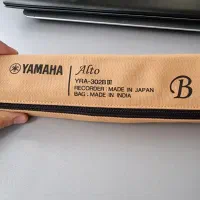 YAMAHA Alto
YRA-302BⅢ
RECORDER : MADE IN JAPAN
BAG : MADE IN INDIA
B